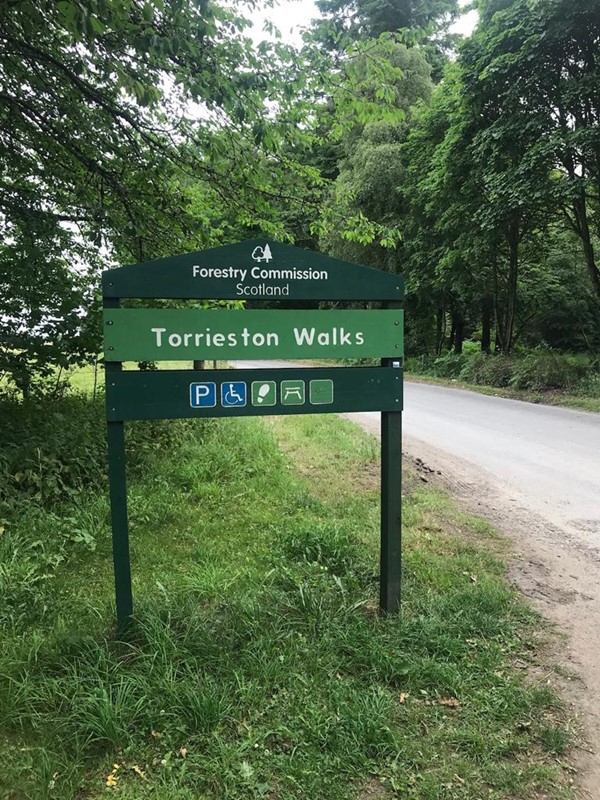 Forestry Commission
Scotland
Torrieston Walks
P